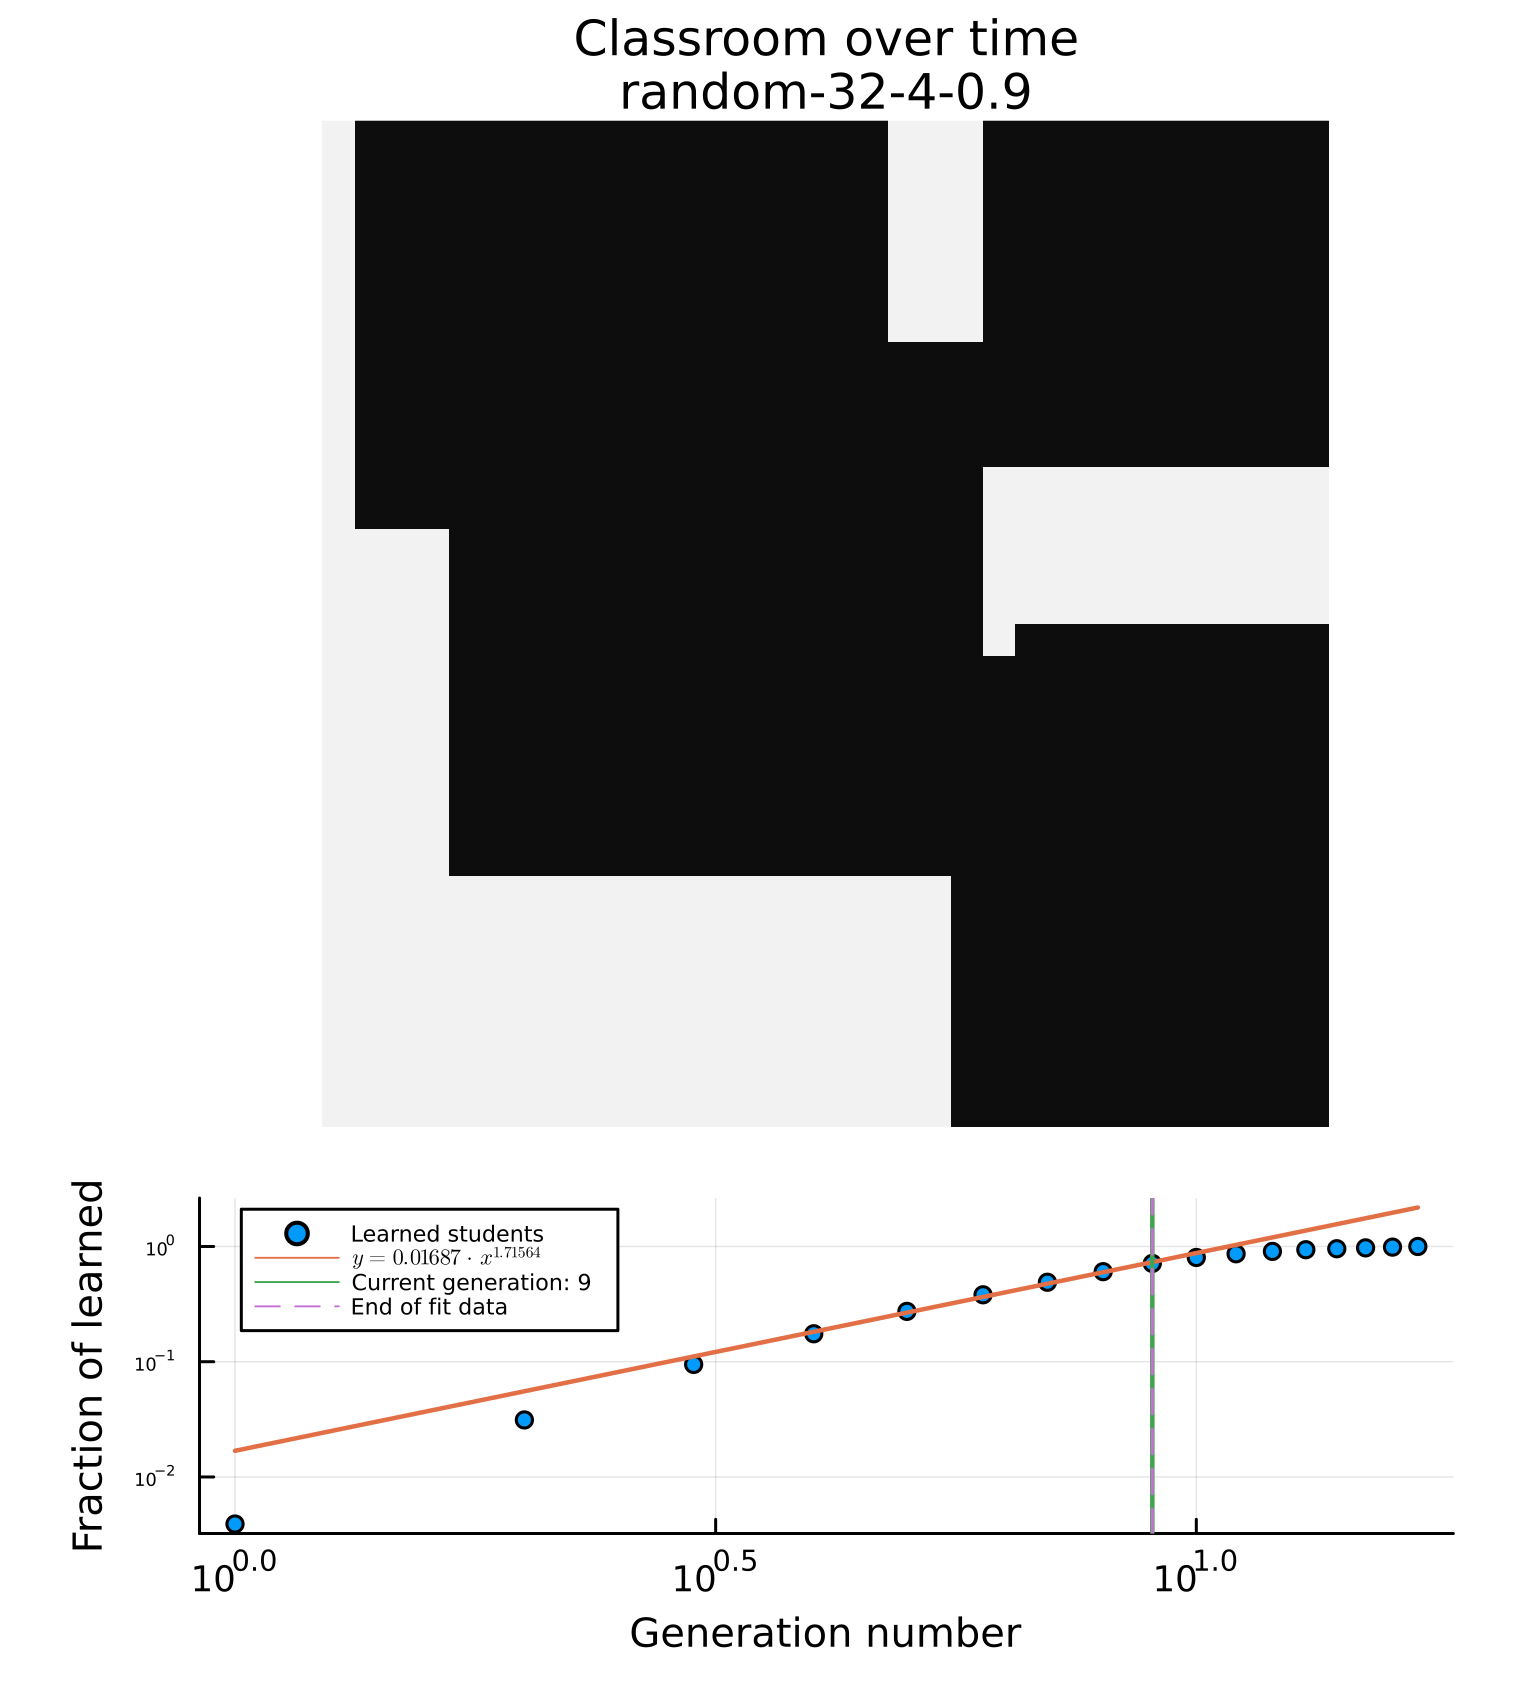 Classroom over time
random-32-4-0.9
Fraction of learned
10⁰
10⁻¹
10⁻²
Learned students
y = 0.01687 · x^1.71564
Current generation: 9
End of fit data
10^0.0 10^0.5 10^1.0
Generation number